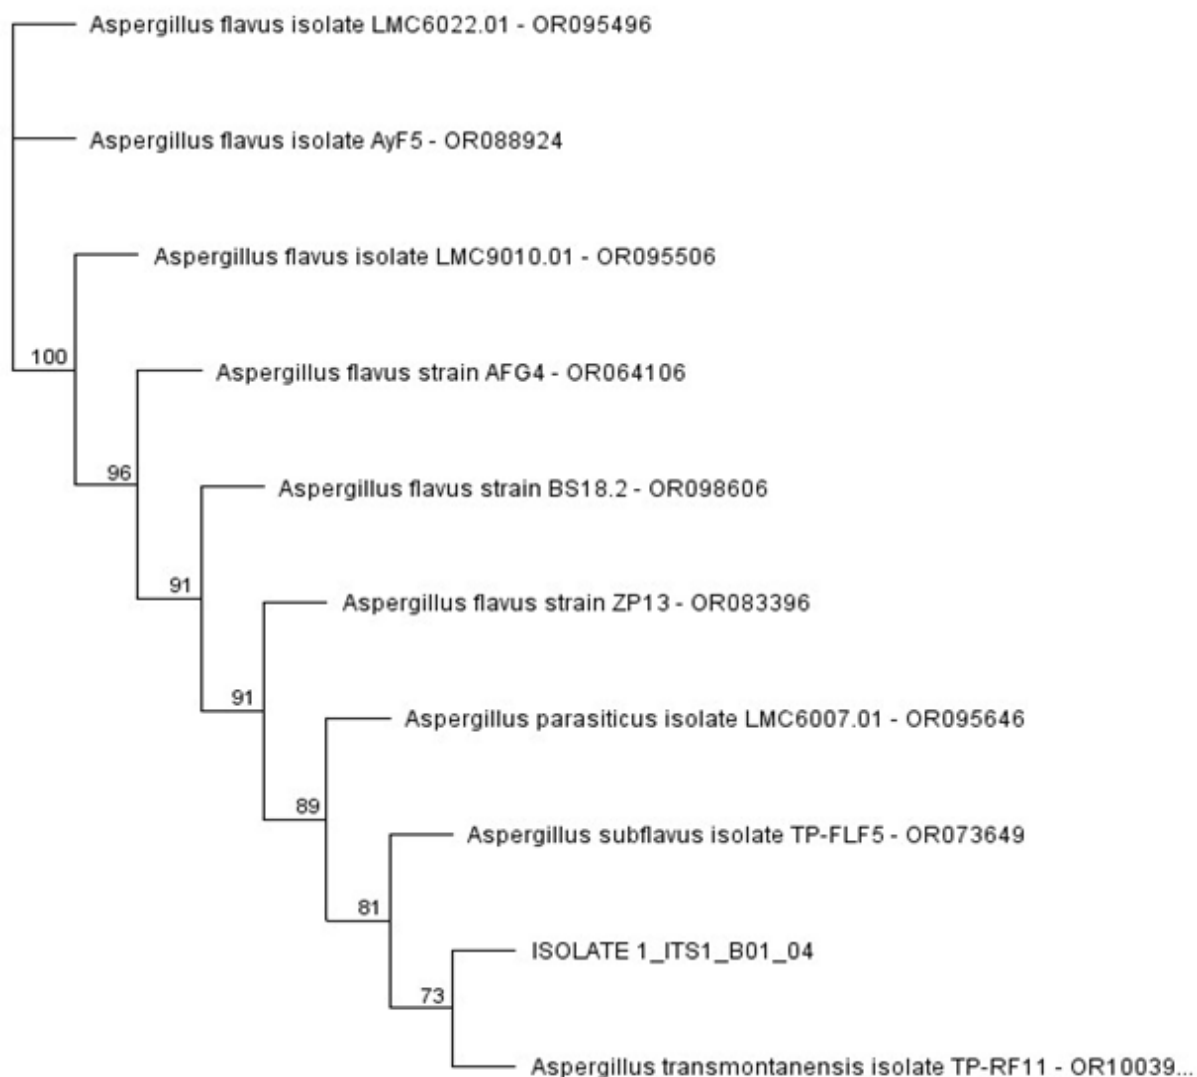 Aspergillus flavus isolate LMC6022.01 - OR095496
Aspergillus flavus isolate AyF5 - OR088924
Aspergillus flavus isolate LMC9010.01 - OR095506
100
Aspergillus flavus strain AFG4 - OR064106
96
Aspergillus flavus strain BS18.2 - OR098606
91
Aspergillus flavus strain ZP13 - OR083396
91
Aspergillus parasiticus isolate LMC6007.01 - OR095646
89
Aspergillus subflavus isolate TP-FLF5 - OR073649
81
ISOLATE 1_ITS1_B01_04
73
Aspergillus transmontanensis isolate TP-RF11 - OR10039...